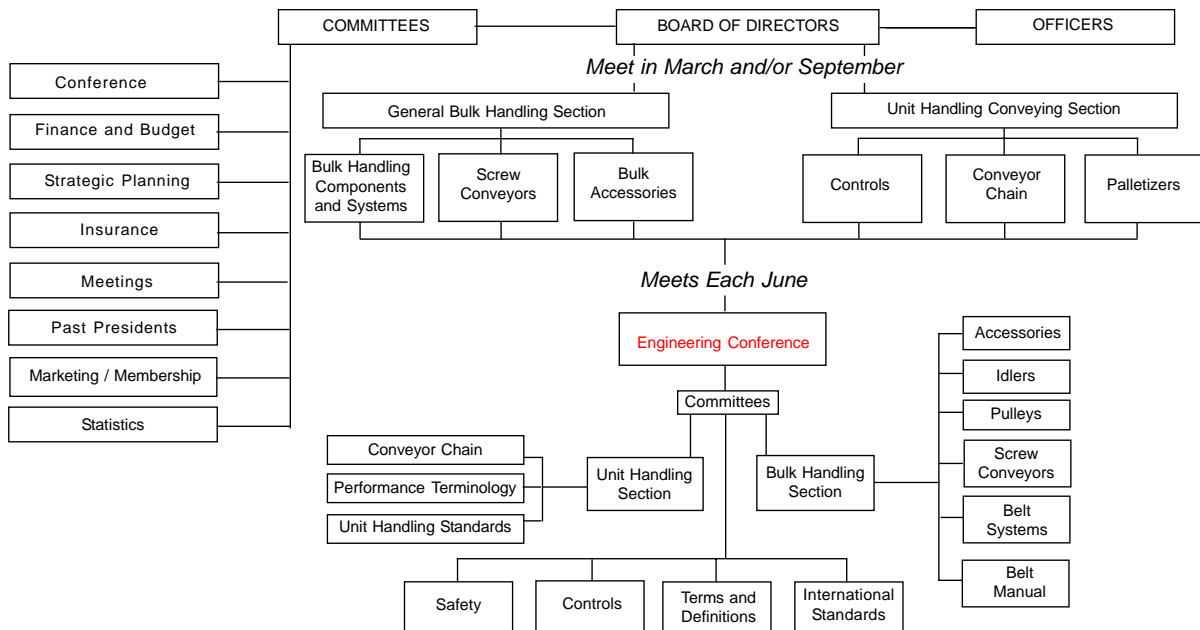 COMMITTEES
BOARD OF DIRECTORS
OFFICERS
Meet in March and/or September
Conference
Finance and Budget
Strategic Planning
Insurance
Meetings
Past Presidents
Marketing / Membership
Statistics
General Bulk Handling Section
Unit Handling Conveying Section
Bulk Handling
Components
and Systems
Screw
Conveyors
Bulk
Accessories
Controls
Conveyor
Chain
Palletizers
Meets Each June
Engineering Conference
Committees
Conveyor Chain
Performance Terminology
Unit Handling Standards
Unit Handling
Section
Bulk Handling
Section
Accessories
Idlers
Pulleys
Screw
Conveyors
Belt
Systems
Belt
Manual
Safety
Controls
Terms and
Definitions
International
Standards